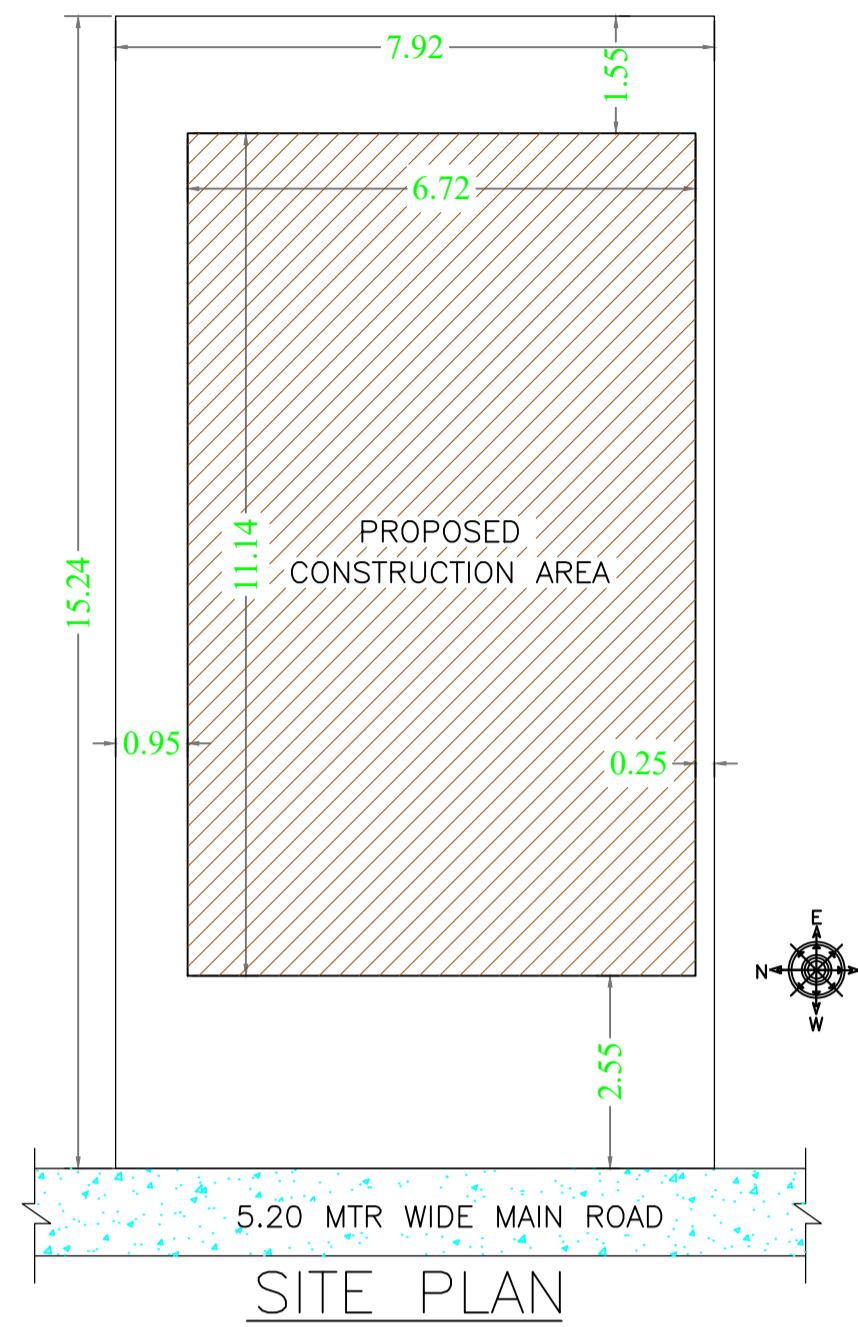 7.92
1.55
6.72
15.24
11.14
PROPOSED
CONSTRUCTION AREA
0.95
0.25
E
N
W
2.55
5.20 MTR WIDE MAIN ROAD
SITE PLAN